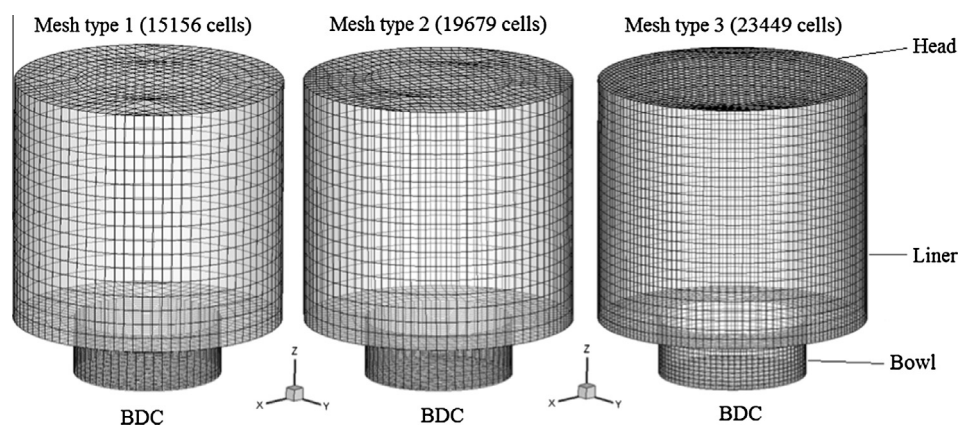 Mesh type 1 (15156 cells)
Mesh type 2 (19679 cells)
Mesh type 3 (23449 cells)
Head
Liner
Bowl
Z
X
Y
Z
X
Y
BDC
BDC
BDC